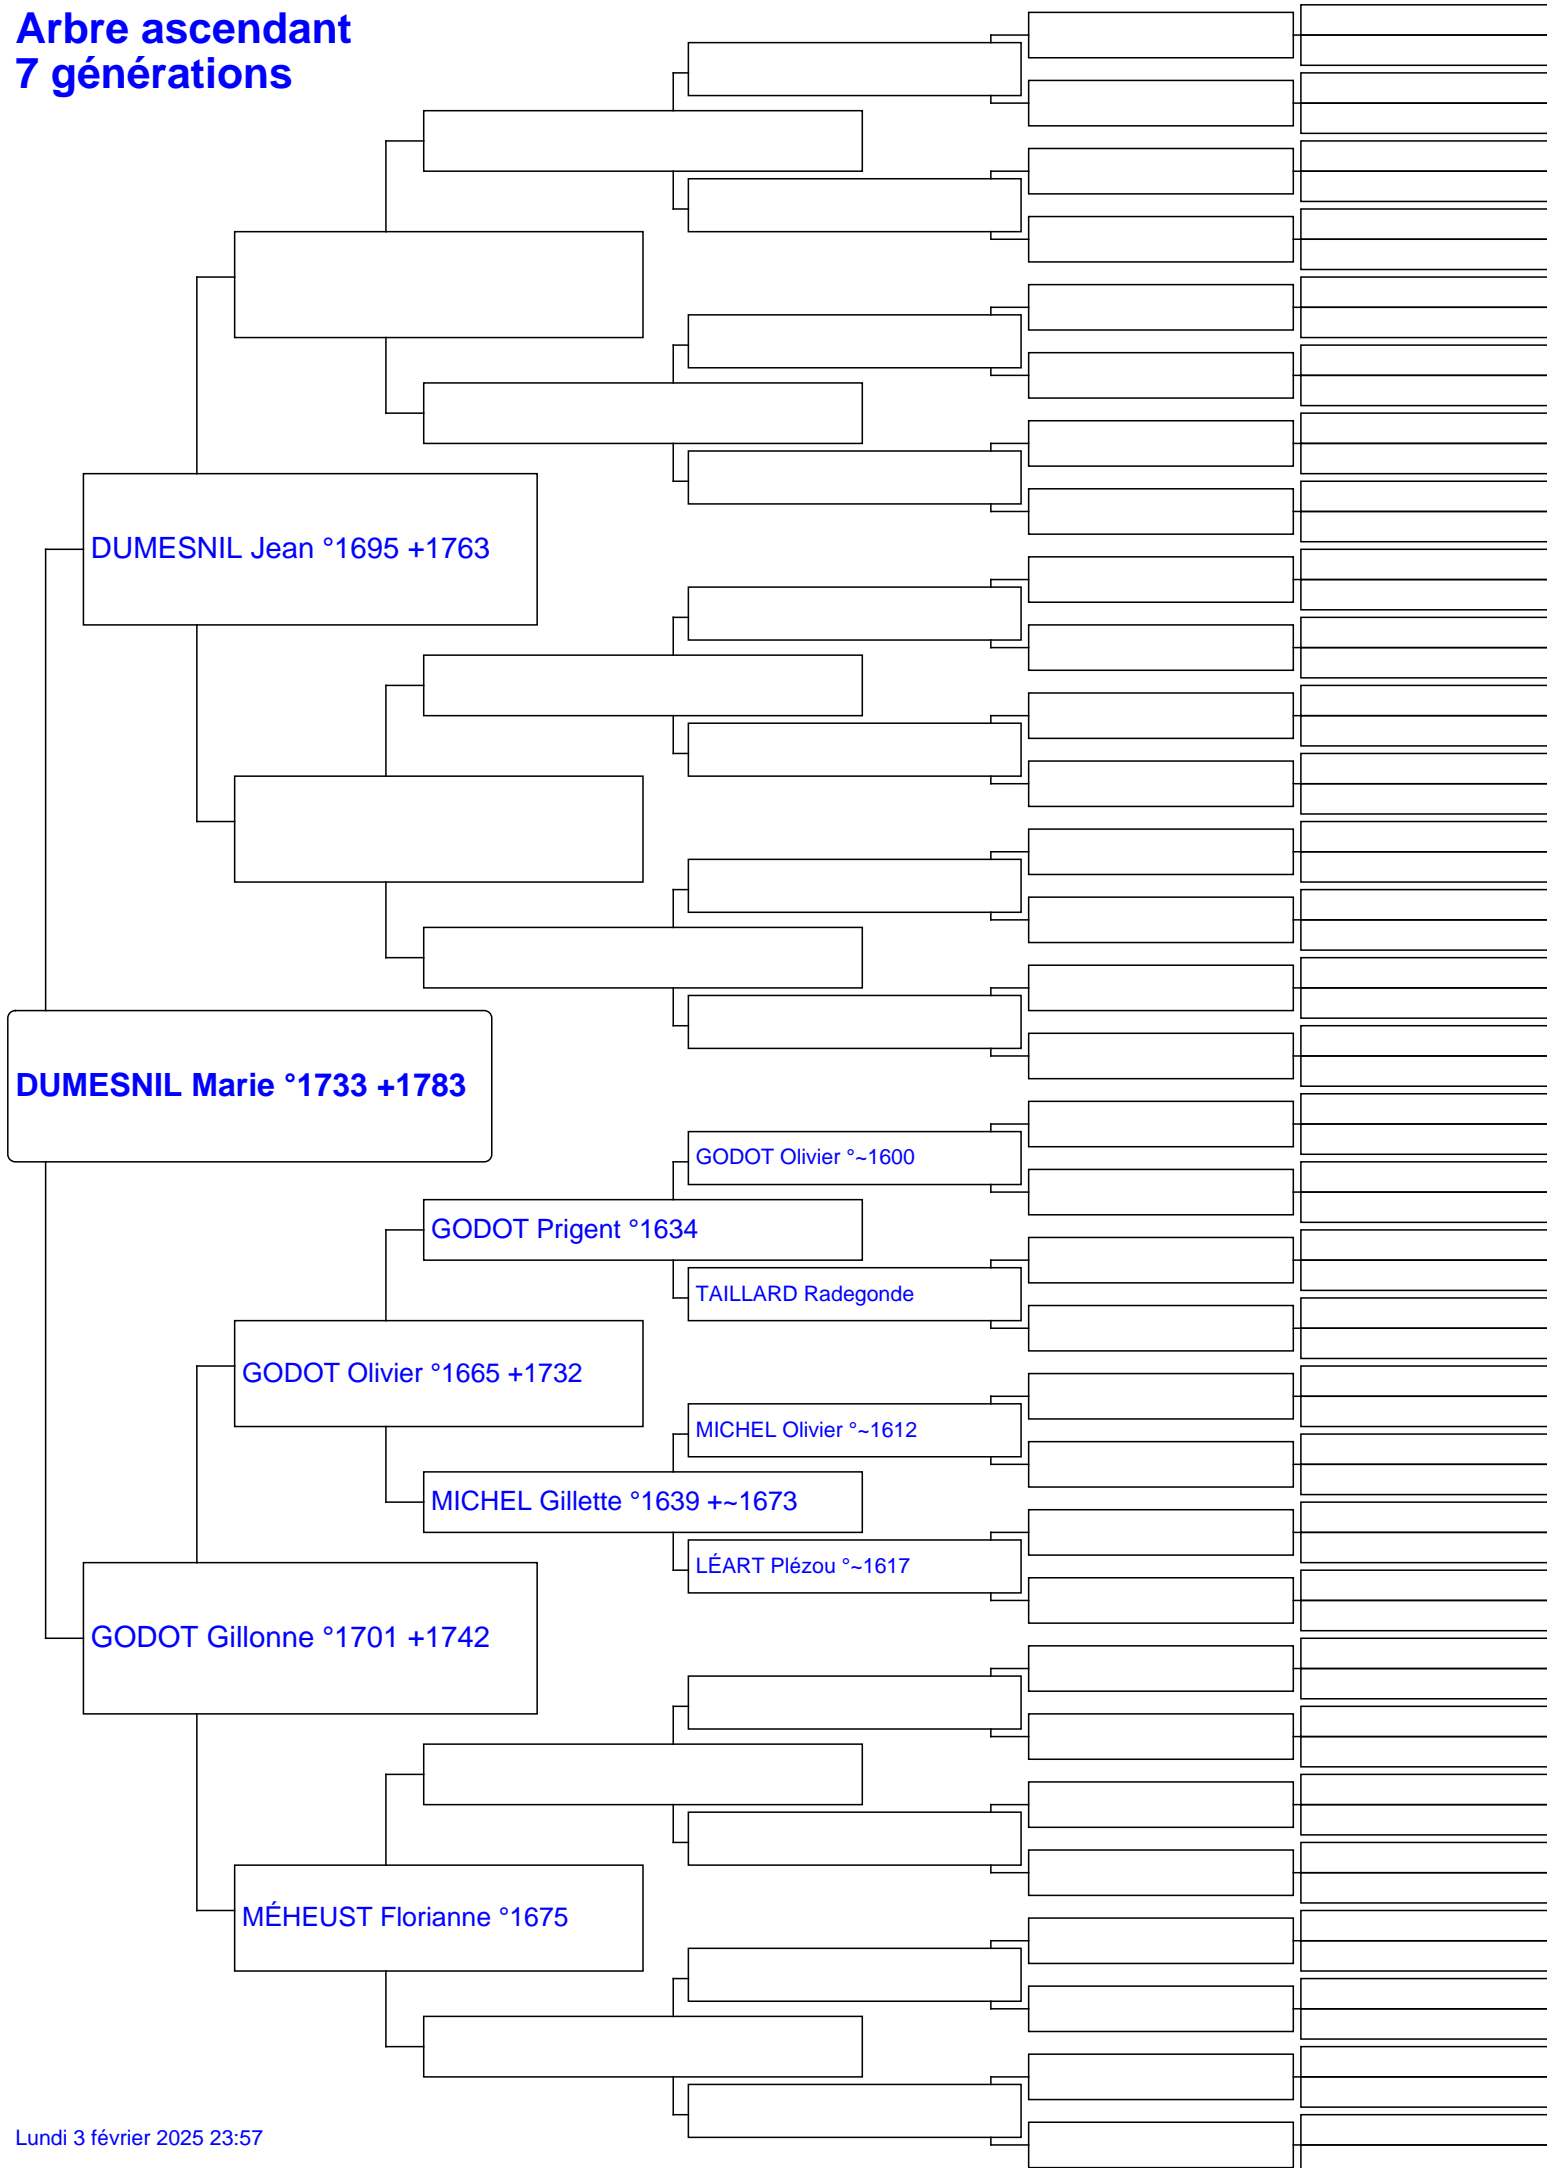 Arbre ascendant
7 générations
DUMESNIL Jean °1695 +1763
DUMESNIL Marie °1733 +1783
GODOT Olivier °~1600
GODOT Prigent °1634
TAILLARD Radegonde
GODOT Olivier °1665 +1732
MICHEL Olivier °~1612
MICHEL Gillette °1639 +~1673
LÉART Plézou °~1617
GODOT Gillonne °1701 +1742
MÉHEUST Florianne °1675
Lundi 3 février 2025 23:57